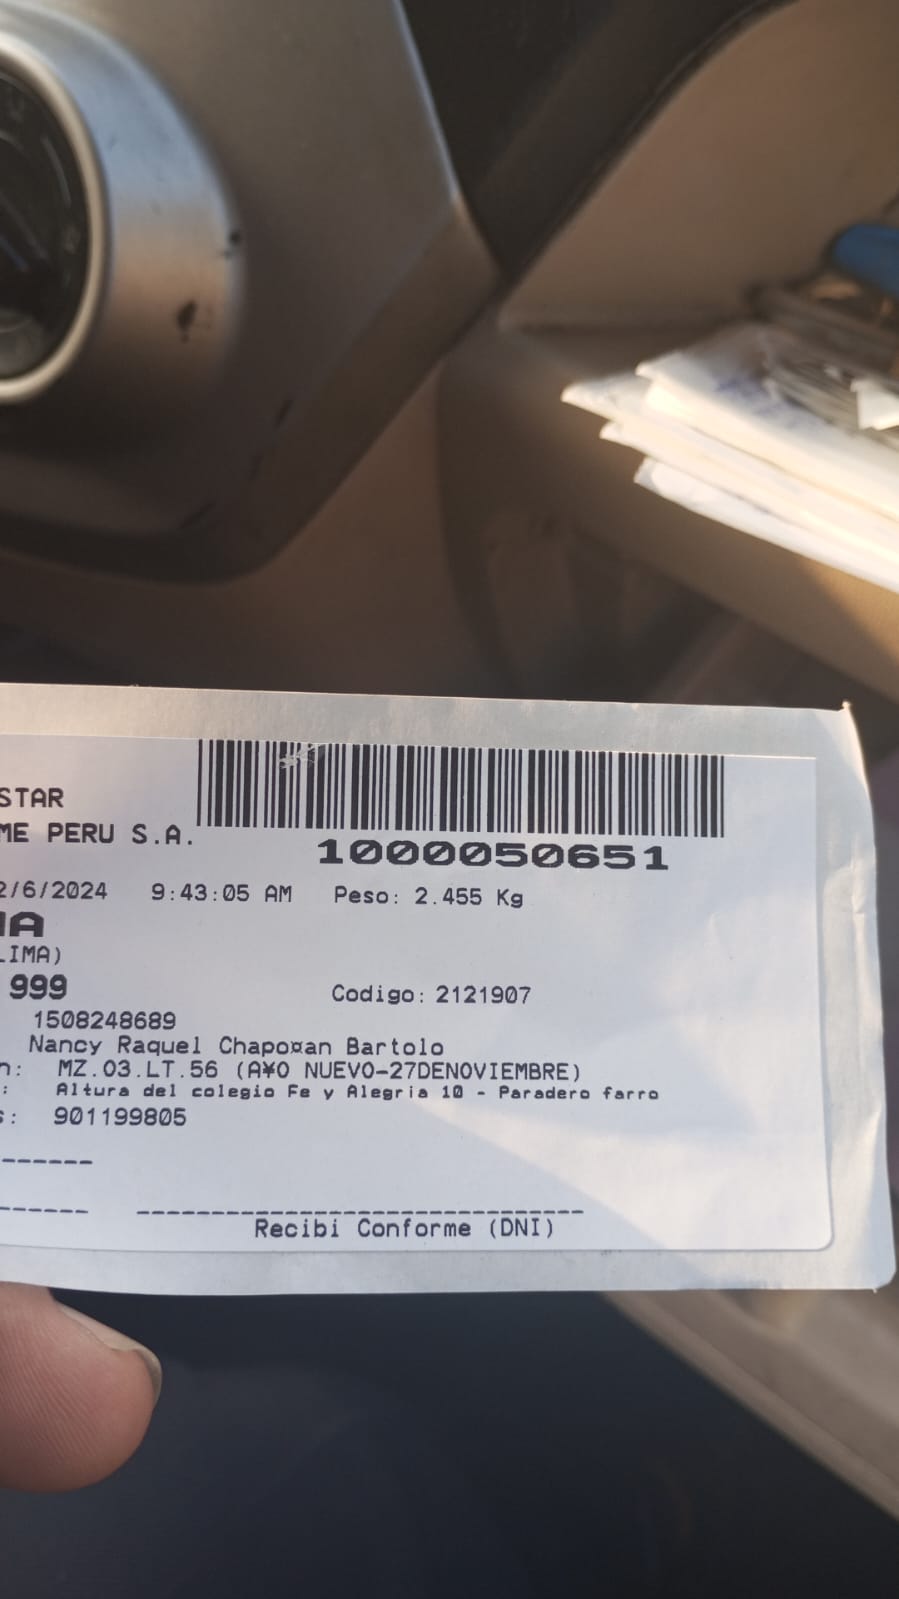 STAR
ME PERU S.A.
1000050651
2/6/2024 9:43:05 AM Peso: 2.455 Kg
MA
LIMA)
999
Codigo: 2121907
1508248689
Nancy Raquel Chapo¤an Bartolo
n: MZ.03.LT.56 (A¥O NUEVO-27DENOVIEMBRE)
: Altura del colegio Fe y Alegria 10 - Paradero farro
s: 901199805
Recibi Conforme (DNI)